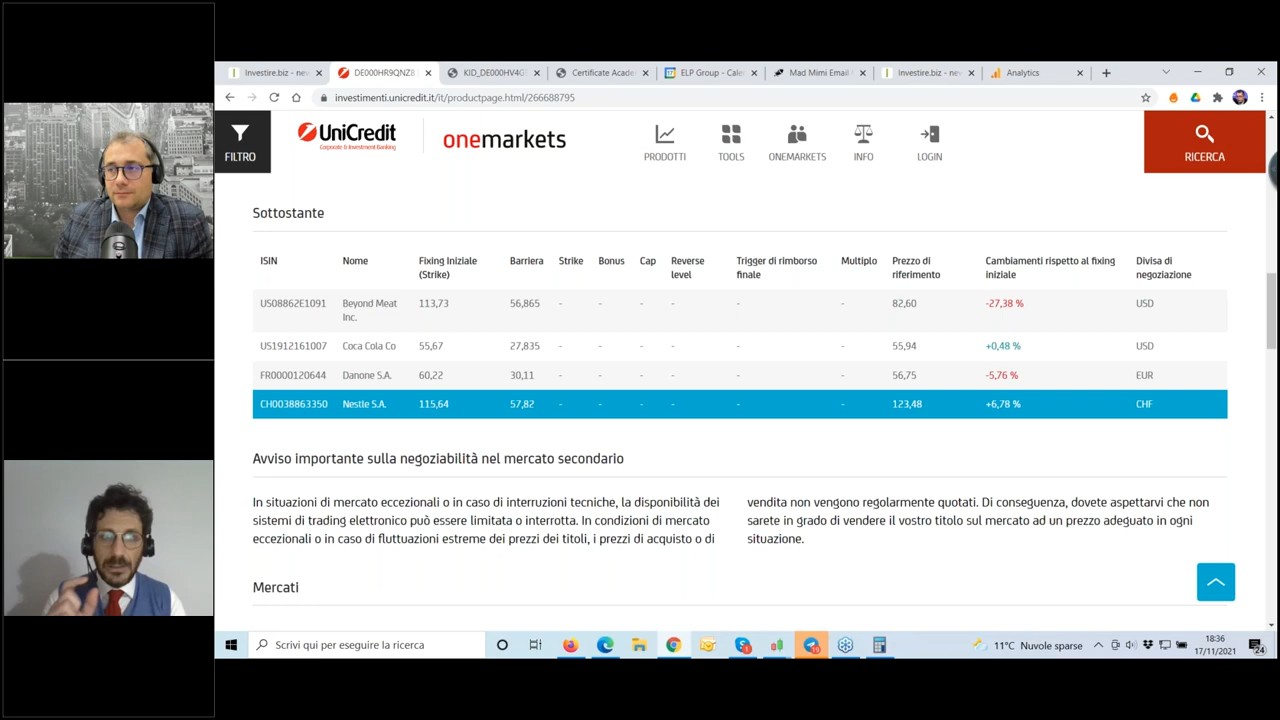 Investire.biz - nev
DE000HR9QNZ8
KID_DE000HV4G
Certificate Acade
ELP Group - Caler
Mad Mimi Email
Investire.biz - nev
Analytics
investimenti.unicredit.it/it/productpage.html/266688795
FILTRO
UniCredit
Corporate & Investment Banking
onemarkets
PRODOTTI
TOOLS
ONEMARKETS
INFO
LOGIN
RICERCA
Sottostante
ISIN Nome Fixing Iniziale (Strike) Barriera Strike Bonus Cap Reverse level Trigger di rimborso finale Multiplo Prezzo di riferimento Cambiamenti rispetto al fixing iniziale Divisa di negoziazione
US08862E1091 Beyond Meat Inc. 113,73 56,865 - - - - - - 82,60 -27,38 % USD
US1912161007 Coca Cola Co 55,67 27,835 - - - - - - 55,94 +0,48 % USD
FR0000120644 Danone S.A. 60,22 30,11 - - - - - - 56,75 -5,76 % EUR
CH0038863350 Nestle S.A. 115,64 57,82 - - - - - - 123,48 +6,78 % CHF
Avviso importante sulla negoziabilità nel mercato secondario
In situazioni di mercato eccezionali o in caso di interruzioni tecniche, la disponibilità dei
sistemi di trading elettronico può essere limitata o interrotta. In condizioni di mercato
eccezionali o in caso di fluttuazioni estreme dei prezzi dei titoli, i prezzi di acquisto o di
vendita non vengono regolarmente quotati. Di conseguenza, dovete aspettarvi che non
sarete in grado di vendere il vostro titolo sul mercato ad un prezzo adeguato in ogni
situazione.
Mercati
Scrivi qui per eseguire la ricerca
11°C Nuvole sparse
18:36
17/11/2021
24